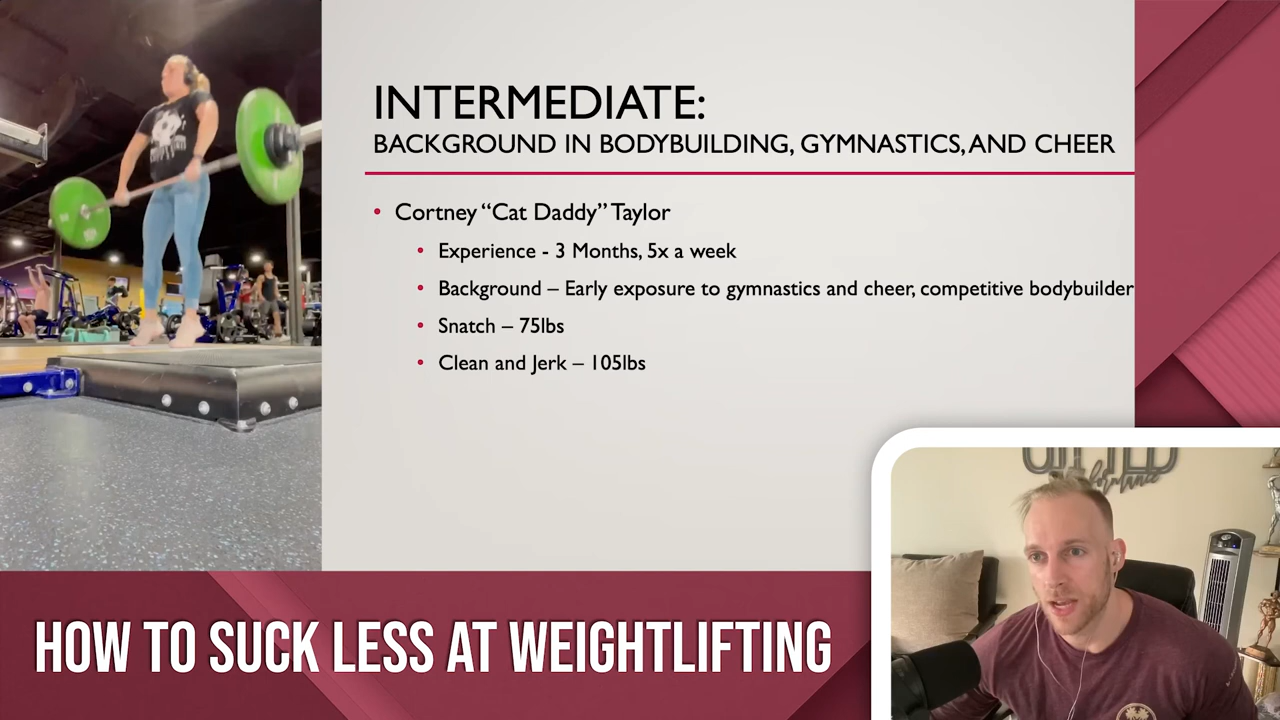 INTERMEDIATE:
BACKGROUND IN BODYBUILDING, GYMNASTICS, AND CHEER
• Cortney “Cat Daddy” Taylor
• Experience - 3 Months, 5x a week
• Background – Early exposure to gymnastics and cheer, competitive bodybuilder
• Snatch – 75lbs
• Clean and Jerk – 105lbs
HOW TO SUCK LESS AT WEIGHTLIFTING